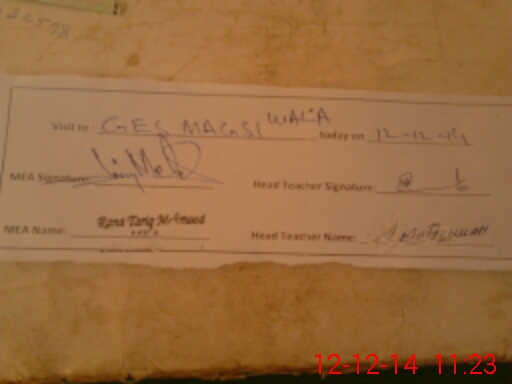 32598
Visit to: GES MAGSI WALA today on 12-12-14
MEA Signature: Head Teacher Signature:
MEA Name: Rana Tariq Mehmood Head Teacher Name:
12-12-14 11:23